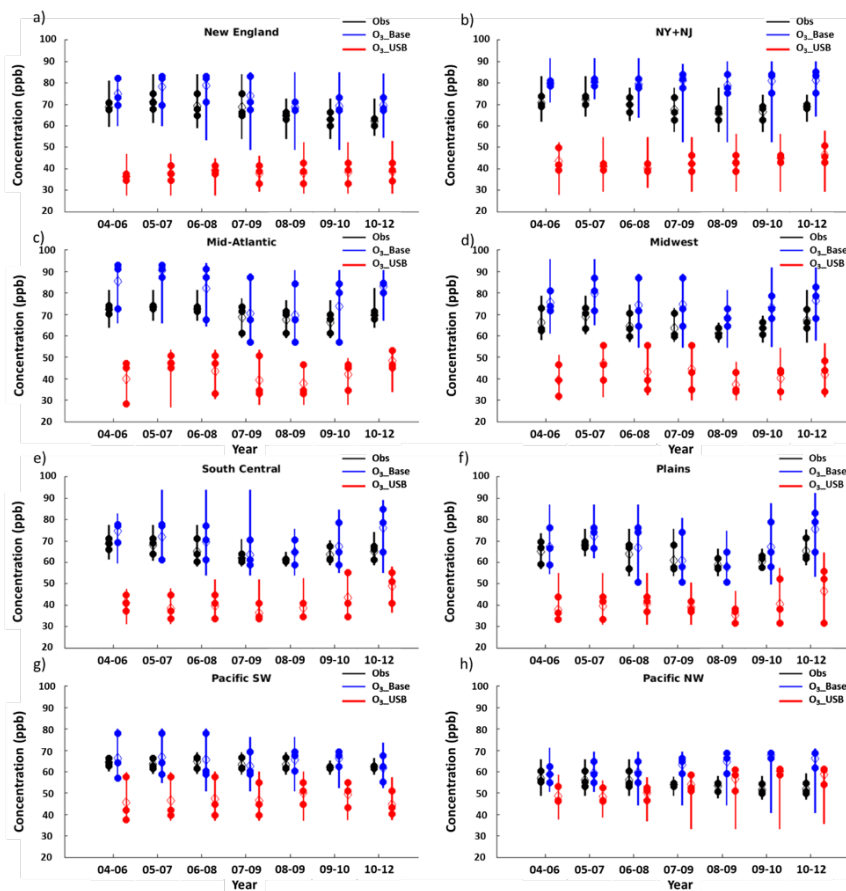 a)
New England
Obs
O₃_Base
O₃_USB
Concentration (ppb)
100
90
80
70
60
50
40
30
20
04-06 05-07 06-08 07-09 08-09 09-10 10-12
b)
NY+NJ
Obs
O₃_Base
O₃_USB
Concentration (ppb)
100
90
80
70
60
50
40
30
20
04-06 05-07 06-08 07-09 08-09 09-10 10-12
c)
Mid-Atlantic
Obs
O₃_Base
O₃_USB
Concentration (ppb)
100
90
80
70
60
50
40
30
20
04-06 05-07 06-08 07-09 08-09 09-10 10-12
Year
d)
Midwest
Obs
O₃_Base
O₃_USB
Concentration (ppb)
100
90
80
70
60
50
40
30
20
04-06 05-07 06-08 07-09 08-09 09-10 10-12
Year
e)
South Central
Obs
O₃_Base
O₃_USB
Concentration (ppb)
100
90
80
70
60
50
40
30
20
04-06 05-07 06-08 07-09 08-09 09-10 10-12
f)
Plains
Obs
O₃_Base
O₃_USB
Concentration (ppb)
100
90
80
70
60
50
40
30
20
04-06 05-07 06-08 07-09 08-09 09-10 10-12
g)
Pacific SW
Obs
O₃_Base
O₃_USB
Concentration (ppb)
100
90
80
70
60
50
40
30
20
04-06 05-07 06-08 07-09 08-09 09-10 10-12
Year
h)
Pacific NW
Obs
O₃_Base
O₃_USB
Concentration (ppb)
100
90
80
70
60
50
40
30
20
04-06 05-07 06-08 07-09 08-09 09-10 10-12
Year